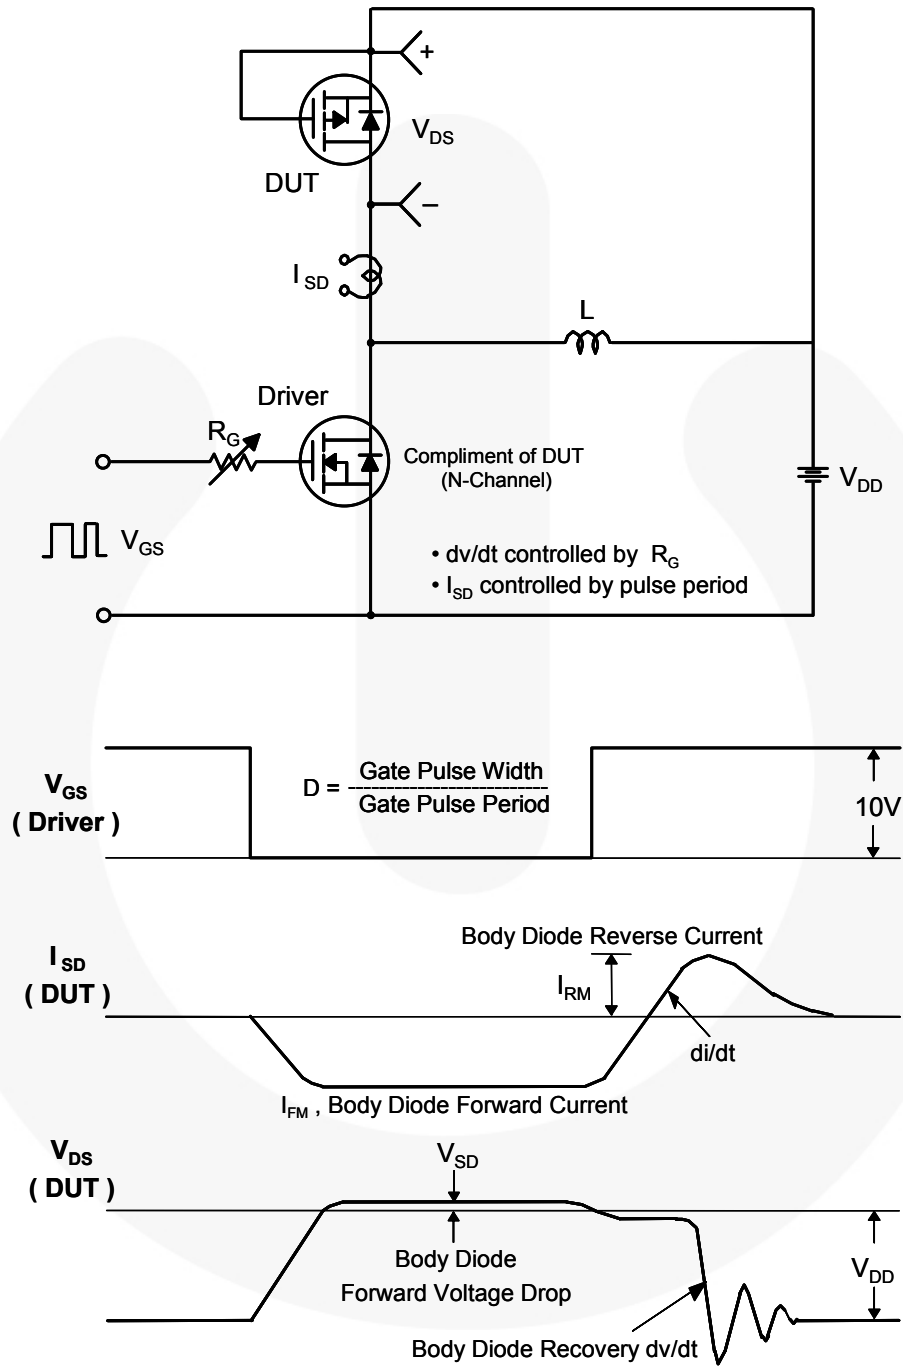 +
V_DS
DUT
–
I_SD
L
Driver
R_G
Compliment of DUT
(N-Channel)
V_DD
V_GS
• dv/dt controlled by R_G
• I_SD controlled by pulse period
V_GS
( Driver )
D = Gate Pulse Width
Gate Pulse Period
10V
Body Diode Reverse Current
I_SD
( DUT )
I_RM
di/dt
I_FM , Body Diode Forward Current
V_DS
( DUT )
V_SD
Body Diode
Forward Voltage Drop
V_DD
Body Diode Recovery dv/dt